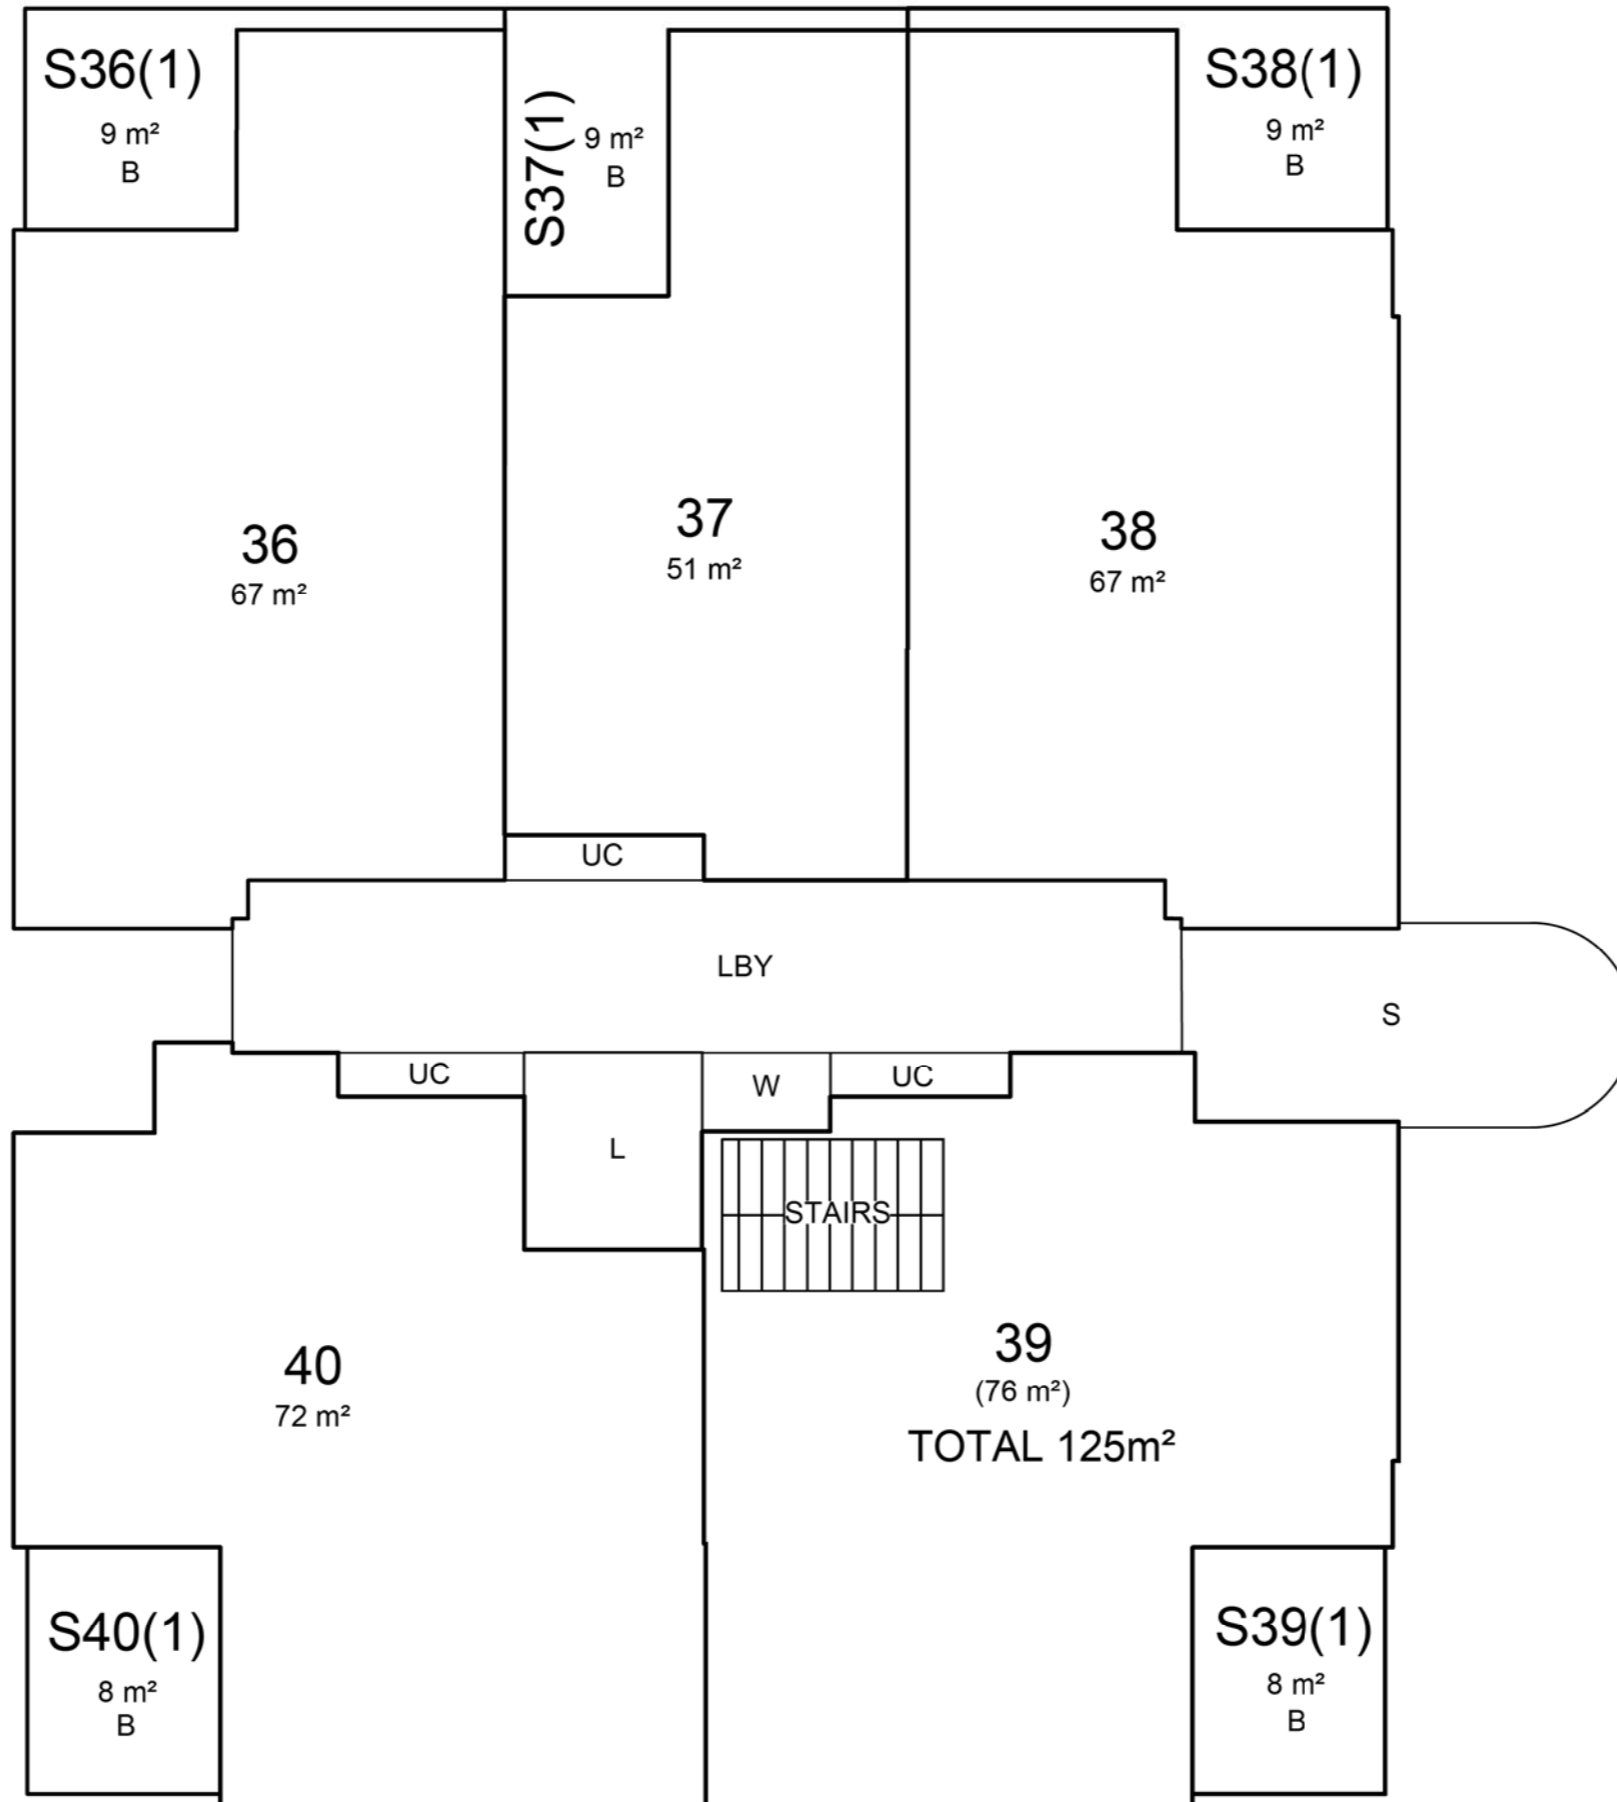 S36(1)
9 m²
B
S37(1)
9 m²
B
S38(1)
9 m²
B
36
67 m²
37
51 m²
38
67 m²
UC
LBY
S
UC
L
W
UC
STAIRS
40
72 m²
39
(76 m²)
TOTAL 125m²
S40(1)
8 m²
B
S39(1)
8 m²
B